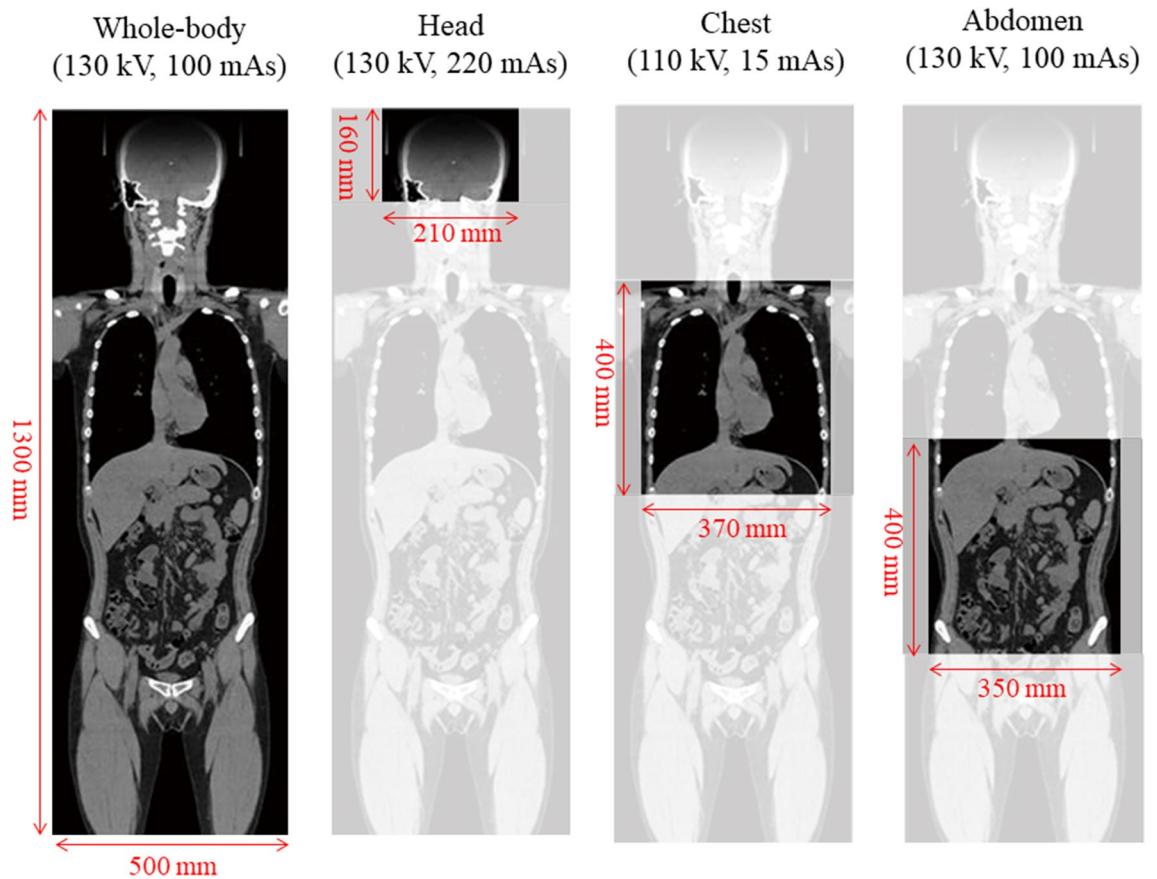 Whole-body
(130 kV, 100 mAs)
Head
(130 kV, 220 mAs)
Chest
(110 kV, 15 mAs)
Abdomen
(130 kV, 100 mAs)
1300 mm
500 mm
160 mm
210 mm
400 mm
370 mm
400 mm
350 mm